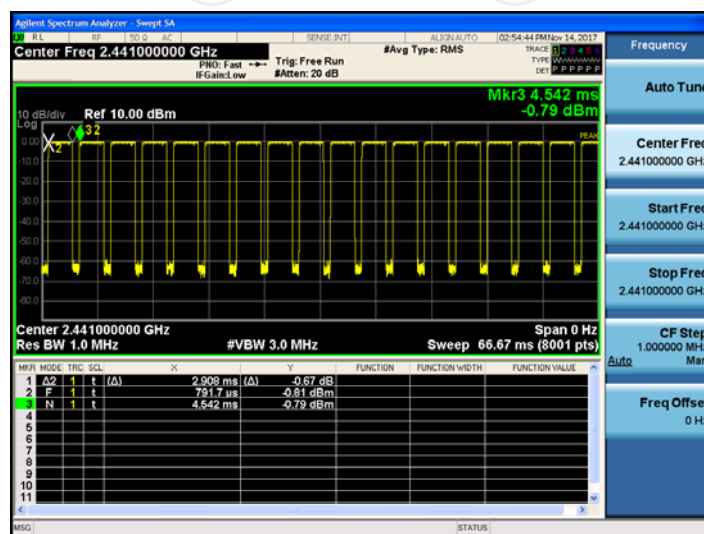 Agilent Spectrum Analyzer - Swept SA
RL RF 50 Ω AC SENSE:INT ALIGNAUTO 02:54:44 PM Nov 14, 2017
Center Freq 2.441000000 GHz #Avg Type: RMS TRACE 1 2 3 4 5 6
PNO: Fast Trig: Free Run TYPE
IFGain:Low #Atten: 20 dB DET P P P P P P
Mkr3 4.542 ms
10 dB/div Ref 10.00 dBm -0.79 dBm
Log
3 2
PEAK
0.00
X2
-10.0
-20.0
-30.0
-40.0
-50.0
-60.0
-70.0
-80.0
Center 2.441000000 GHz Span 0 Hz
Res BW 1.0 MHz #VBW 3.0 MHz Sweep 66.67 ms (8001 pts)
MKR MODE TRC SCL X Y FUNCTION FUNCTION WIDTH FUNCTION VALUE
1 Δ2 1 t (Δ) 2.908 ms (Δ) -0.67 dB
2 F 1 t 791.7 µs -0.81 dBm
3 N 1 t 4.542 ms -0.79 dBm
4
5
6
7
8
9
10
11
MSG STATUS
Frequency
Auto Tune
Center Freq
2.441000000 GHz
Start Freq
2.441000000 GHz
Stop Freq
2.441000000 GHz
CF Step
1.000000 MHz
Auto Man
Freq Offset
0 Hz